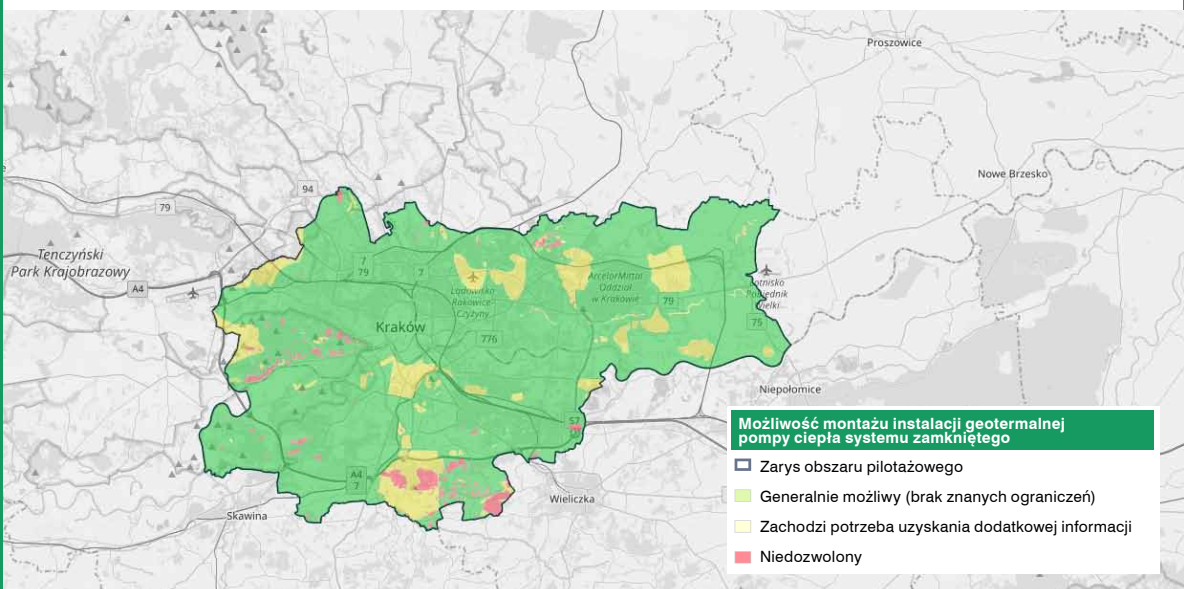 Proszowice
Nowe Brzesko
94
79
Tenczyński
Park Krajobrazowy
A4
7
79
7
Lądowisko
Rakowice-
Czyżyny
ArcelorMittal
Oddział
w Krakowie
79
Lotnisko
Pobiednik
Wielki
75
Kraków
776
Niepołomice
S7
A4
7
Wieliczka
Skawina
Możliwość montażu instalacji geotermalnej
pompy ciepła systemu zamkniętego
Zarys obszaru pilotażowego
Generalnie możliwy (brak znanych ograniczeń)
Zachodzi potrzeba uzyskania dodatkowej informacji
Niedozwolony